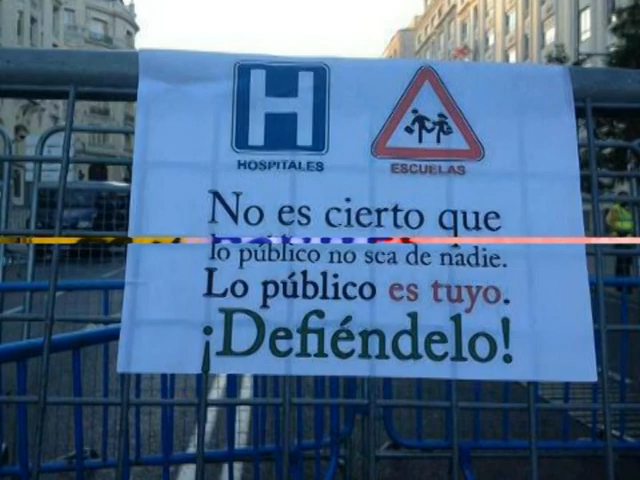 H
HOSPITALES
ESCUELAS
No es cierto que
lo público no sea de nadie.
Lo público es tuyo.
¡Defiéndelo!